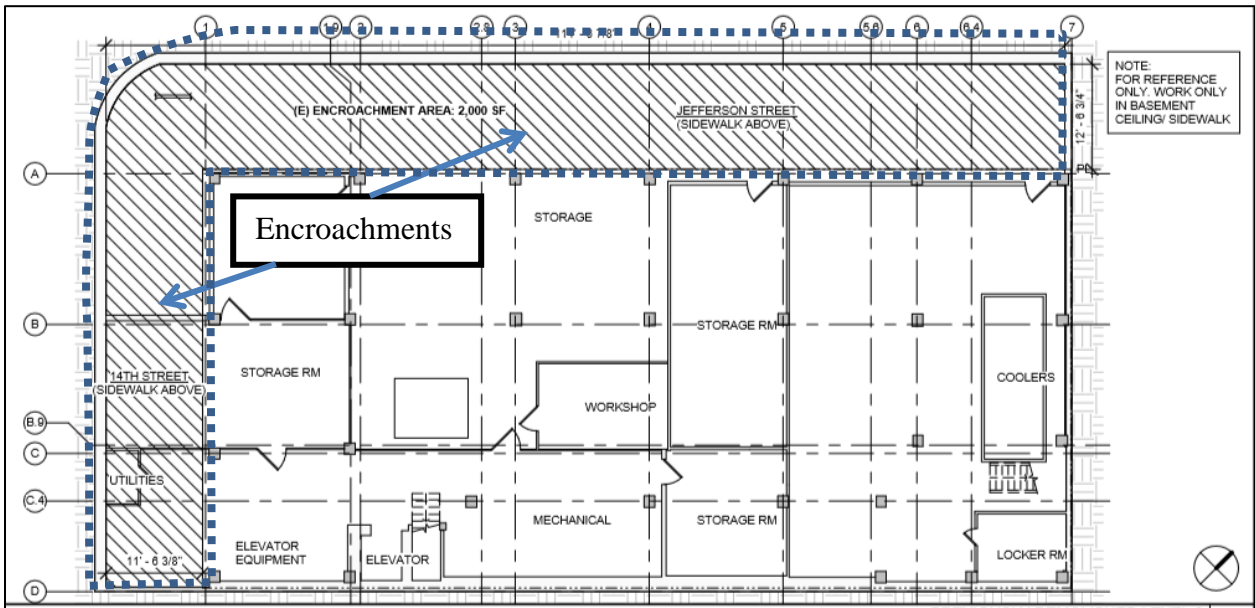 1
1.9
2
2.8
3
4
5
5.6
6
6.4
7
NOTE:
FOR REFERENCE
ONLY. WORK ONLY
IN BASEMENT
CEILING/ SIDEWALK
(E) ENCROACHMENT AREA: 2,000 SF.
JEFFERSON STREET
(SIDEWALK ABOVE)
12' - 6 3/4"
A
Encroachments
STORAGE
B
STORAGE RM
STORAGE RM
14TH STREET
(SIDEWALK ABOVE)
WORKSHOP
COOLERS
B.9
C
UTILITIES
C.4
MECHANICAL
STORAGE RM
ELEVATOR
EQUIPMENT
ELEVATOR
LOCKER RM
11' - 6 3/8"
D